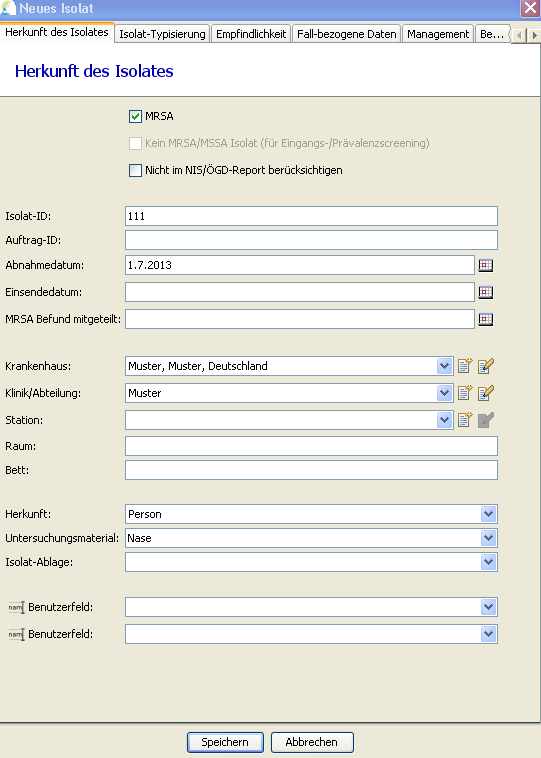 Neues Isolat
Herkunft des Isolates Isolat-Typisierung Empfindlichkeit Fall-bezogene Daten Management Be...
Herkunft des Isolates
MRSA
Kein MRSA/MSSA Isolat (für Eingangs-/Prävalenzscreening)
Nicht im NIS/ÖGD-Report berücksichtigen
Isolat-ID: 111
Auftrag-ID:
Abnahmedatum: 1.7.2013
Einsendedatum:
MRSA Befund mitgeteilt:
Krankenhaus: Muster, Muster, Deutschland
Klinik/Abteilung: Muster
Station:
Raum:
Bett:
Herkunft: Person
Untersuchungsmaterial: Nase
Isolat-Ablage:
nam Benutzerfeld:
nam Benutzerfeld:
Speichern Abbrechen